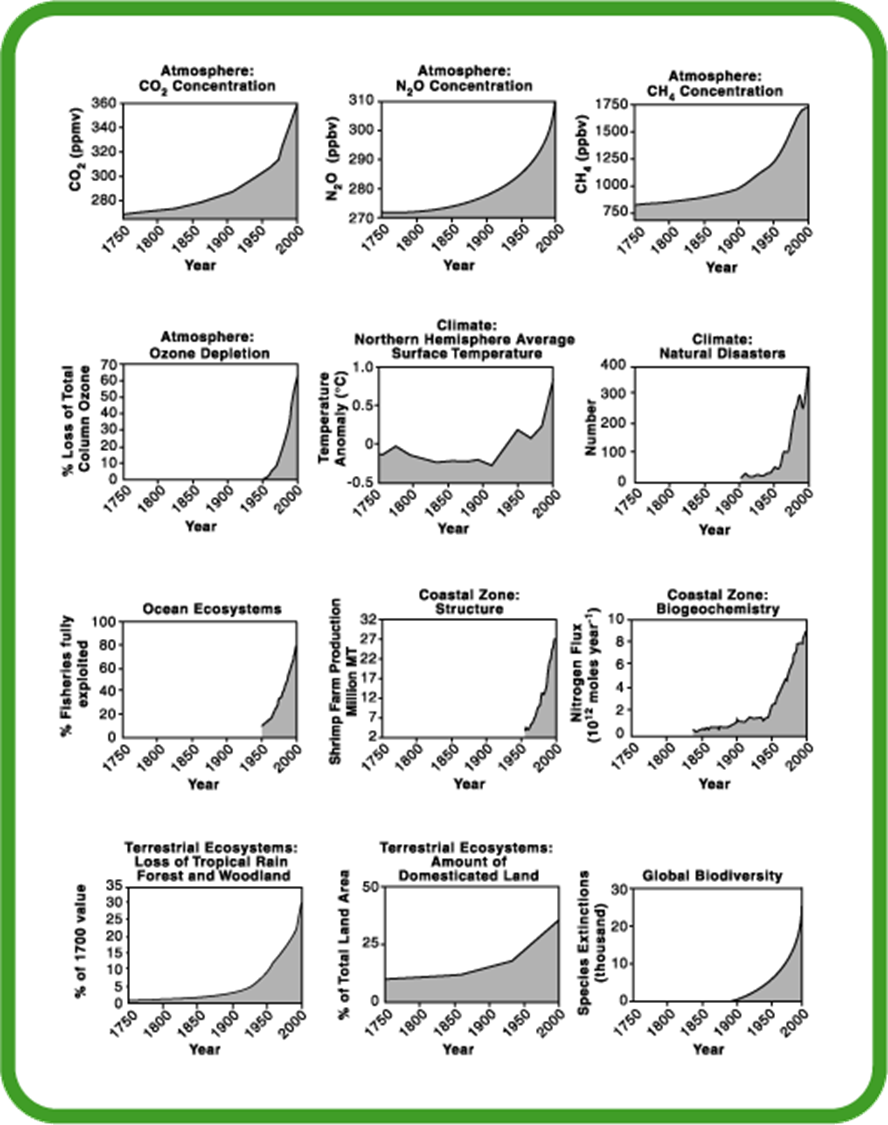 Atmosphere:
CO2 Concentration
CO2 (ppmv)
360
340
320
300
280
1750
1800
1850
1900
1950
2000
Year
Atmosphere:
N2O Concentration
N2O (ppbv)
310
300
290
280
270
1750
1800
1850
1900
1950
2000
Year
Atmosphere:
CH4 Concentration
CH4 (ppbv)
1750
1500
1250
1000
750
1750
1800
1850
1900
1950
2000
Year
Atmosphere:
Ozone Depletion
% Loss of Total
Column Ozone
70
60
50
40
30
20
10
0
1750
1800
1850
1900
1950
2000
Year
Climate:
Northern Hemisphere Average
Surface Temperature
Temperature
Anomaly (°C)
1.0
0.5
0
-0.5
1750
1800
1850
1900
1950
2000
Year
Climate:
Natural Disasters
Number
400
300
200
100
0
1750
1800
1850
1900
1950
2000
Year
Ocean Ecosystems
% Fisheries fully
exploited
100
80
60
40
20
0
1750
1800
1850
1900
1950
2000
Year
Coastal Zone:
Structure
Shrimp Farm Production
Million MT
32
27
22
17
12
7
2
1750
1800
1850
1900
1950
2000
Year
Coastal Zone:
Biogeochemistry
Nitrogen Flux
(10¹² moles year⁻¹)
10
8
6
4
2
0
1750
1800
1850
1900
1950
2000
Year
Terrestrial Ecosystems:
Loss of Tropical Rain
Forest and Woodland
% of 1700 value
35
30
25
20
15
10
5
0
1750
1800
1850
1900
1950
2000
Year
Terrestrial Ecosystems:
Amount of
Domesticated Land
% of Total Land Area
50
25
0
1750
1800
1850
1900
1950
2000
Year
Global Biodiversity
Species Extinctions
(thousand)
30
20
10
0
1750
1800
1850
1900
1950
2000
Year